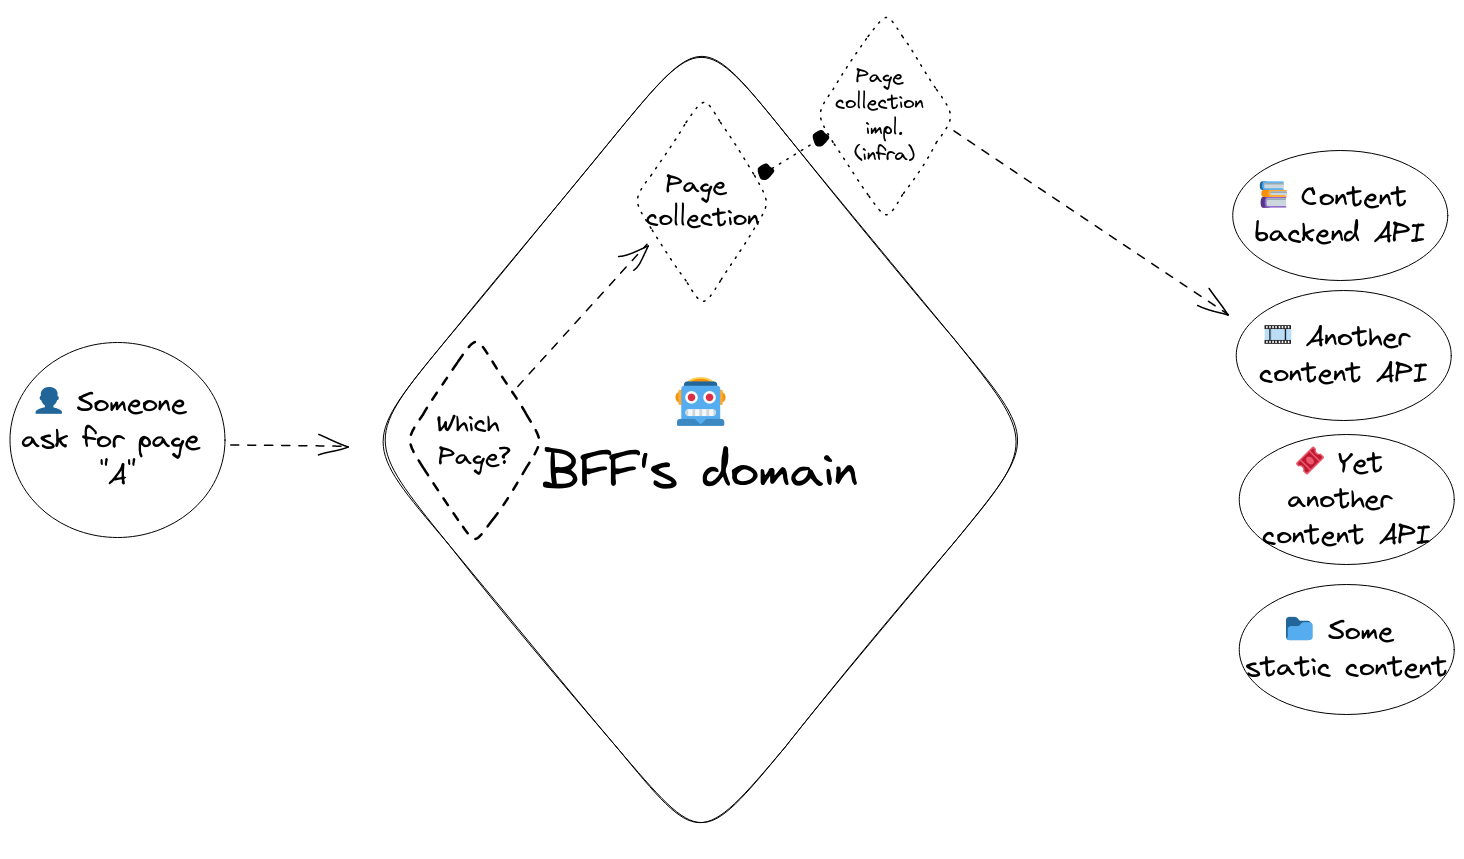 Someone
ask for page
"A"
Which
Page?
Page
collection
Page
collection
impl.
(infra)
BFF's domain
Content
backend API
Another
content API
Yet
another
content API
Some
static content